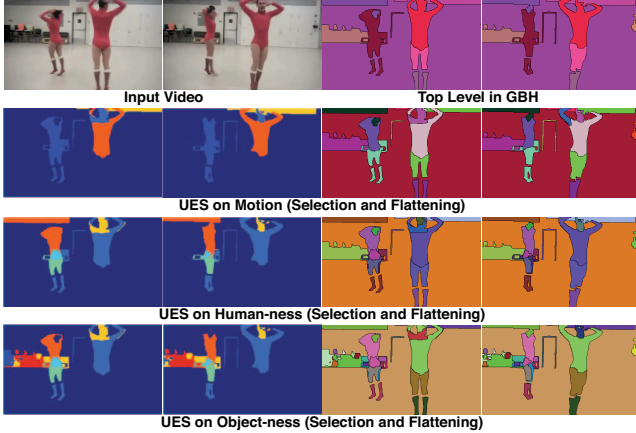 Input Video
Top Level in GBH
UES on Motion (Selection and Flattening)
UES on Human-ness (Selection and Flattening)
UES on Object-ness (Selection and Flattening)